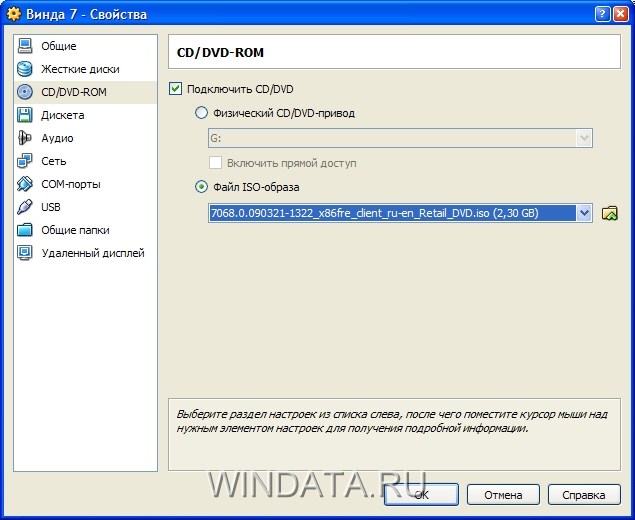 Винда 7 - Свойства
Общие
Жесткие диски
CD/DVD-ROM
Дискета
Аудио
Сеть
COM-порты
USB
Общие папки
Удаленный дисплей
CD/DVD-ROM
Подключить CD/DVD
Физический CD/DVD-привод
G:
Включить прямой доступ
Файл ISO-образа
7068.0.090321-1322_x86fre_client_ru-en_Retail_DVD.iso (2,30 GB)
Выберите раздел настроек из списка слева, после чего поместите курсор мыши над
нужным элементом настроек для получения подробной информации.
WINDATA.RU
OK
Отмена
Справка